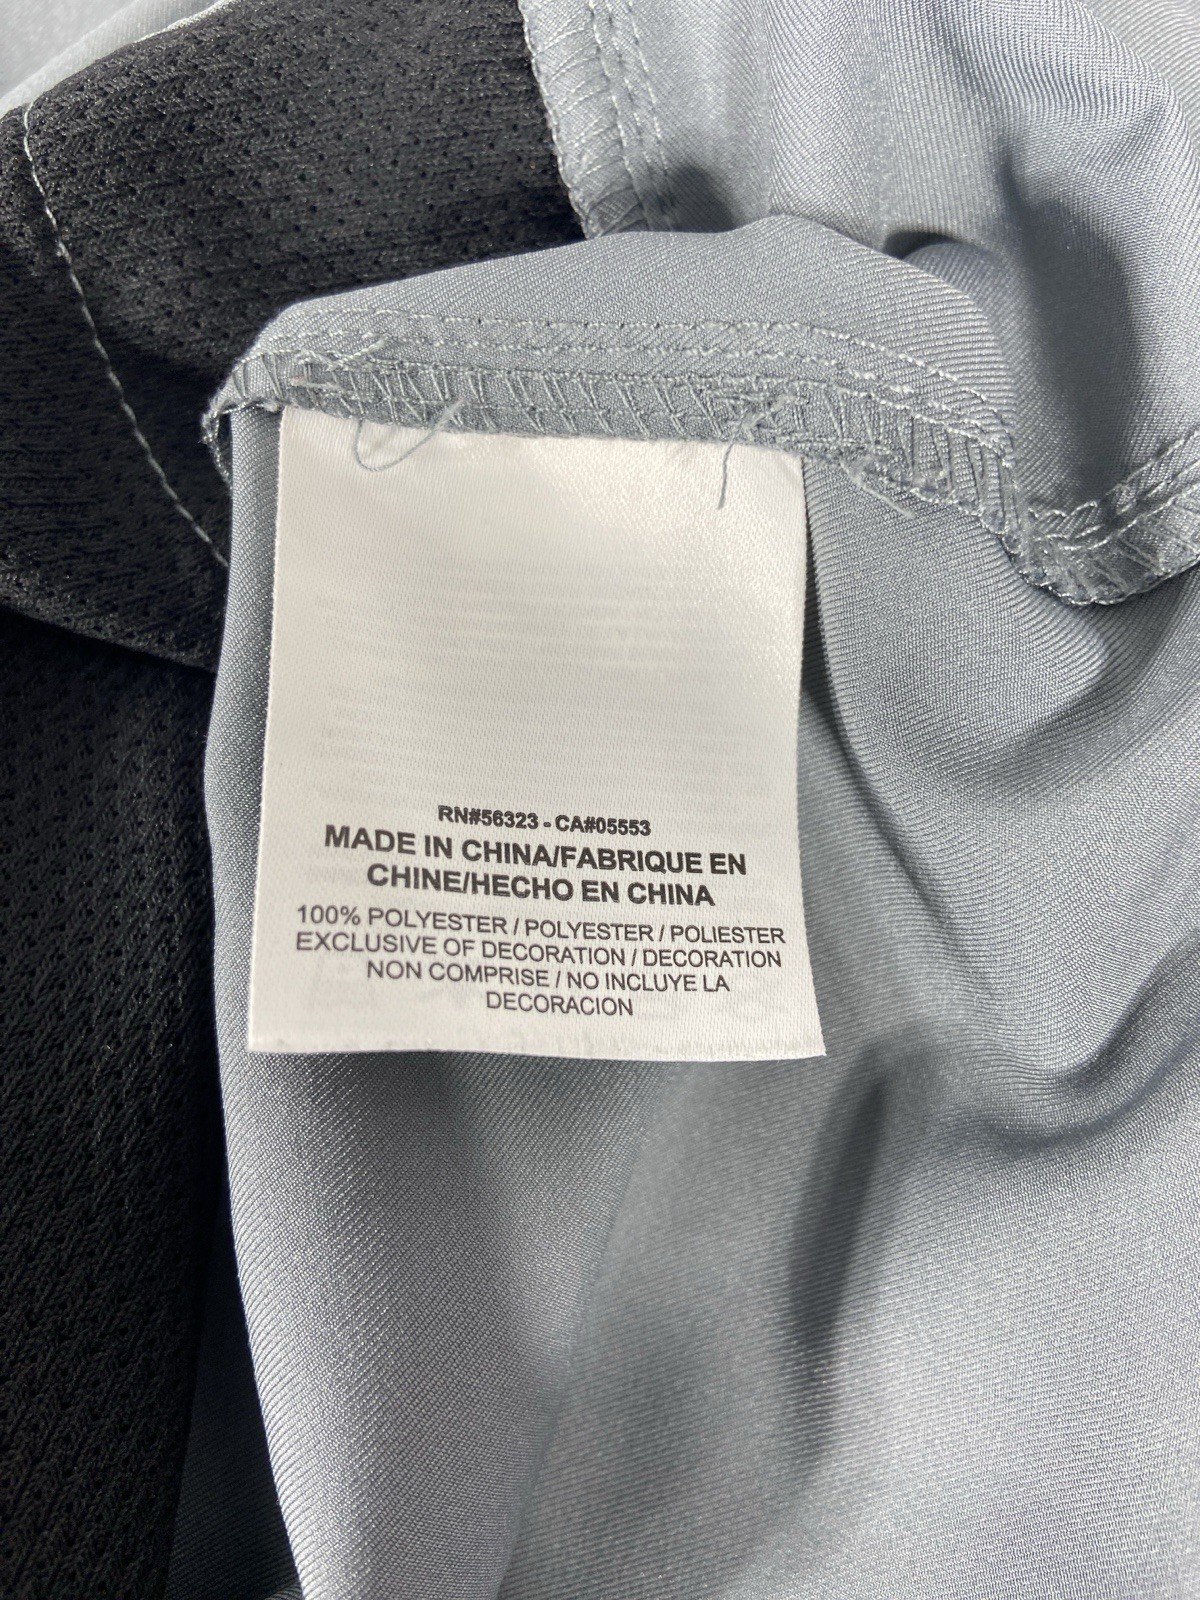 RN#56323 - CA#05553
MADE IN CHINA/FABRIQUE EN
CHINE/HECHO EN CHINA
100% POLYESTER / POLYESTER / POLIESTER
EXCLUSIVE OF DECORATION / DECORATION
NON COMPRISE / NO INCLUYE LA
DECORACION